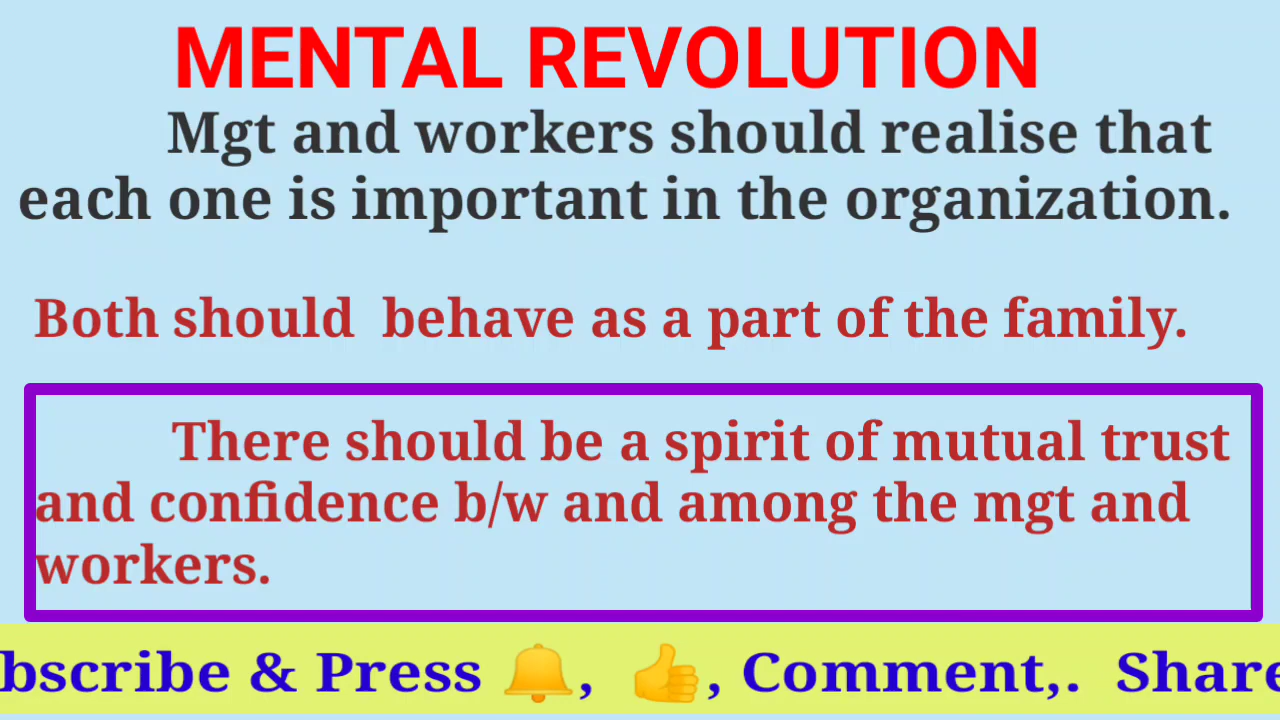 MENTAL REVOLUTION
Mgt and workers should realise that
each one is important in the organization.
Both should behave as a part of the family.
There should be a spirit of mutual trust
and confidence b/w and among the mgt and
workers.
bscribe & Press 🔔, 👍, Comment,. Share